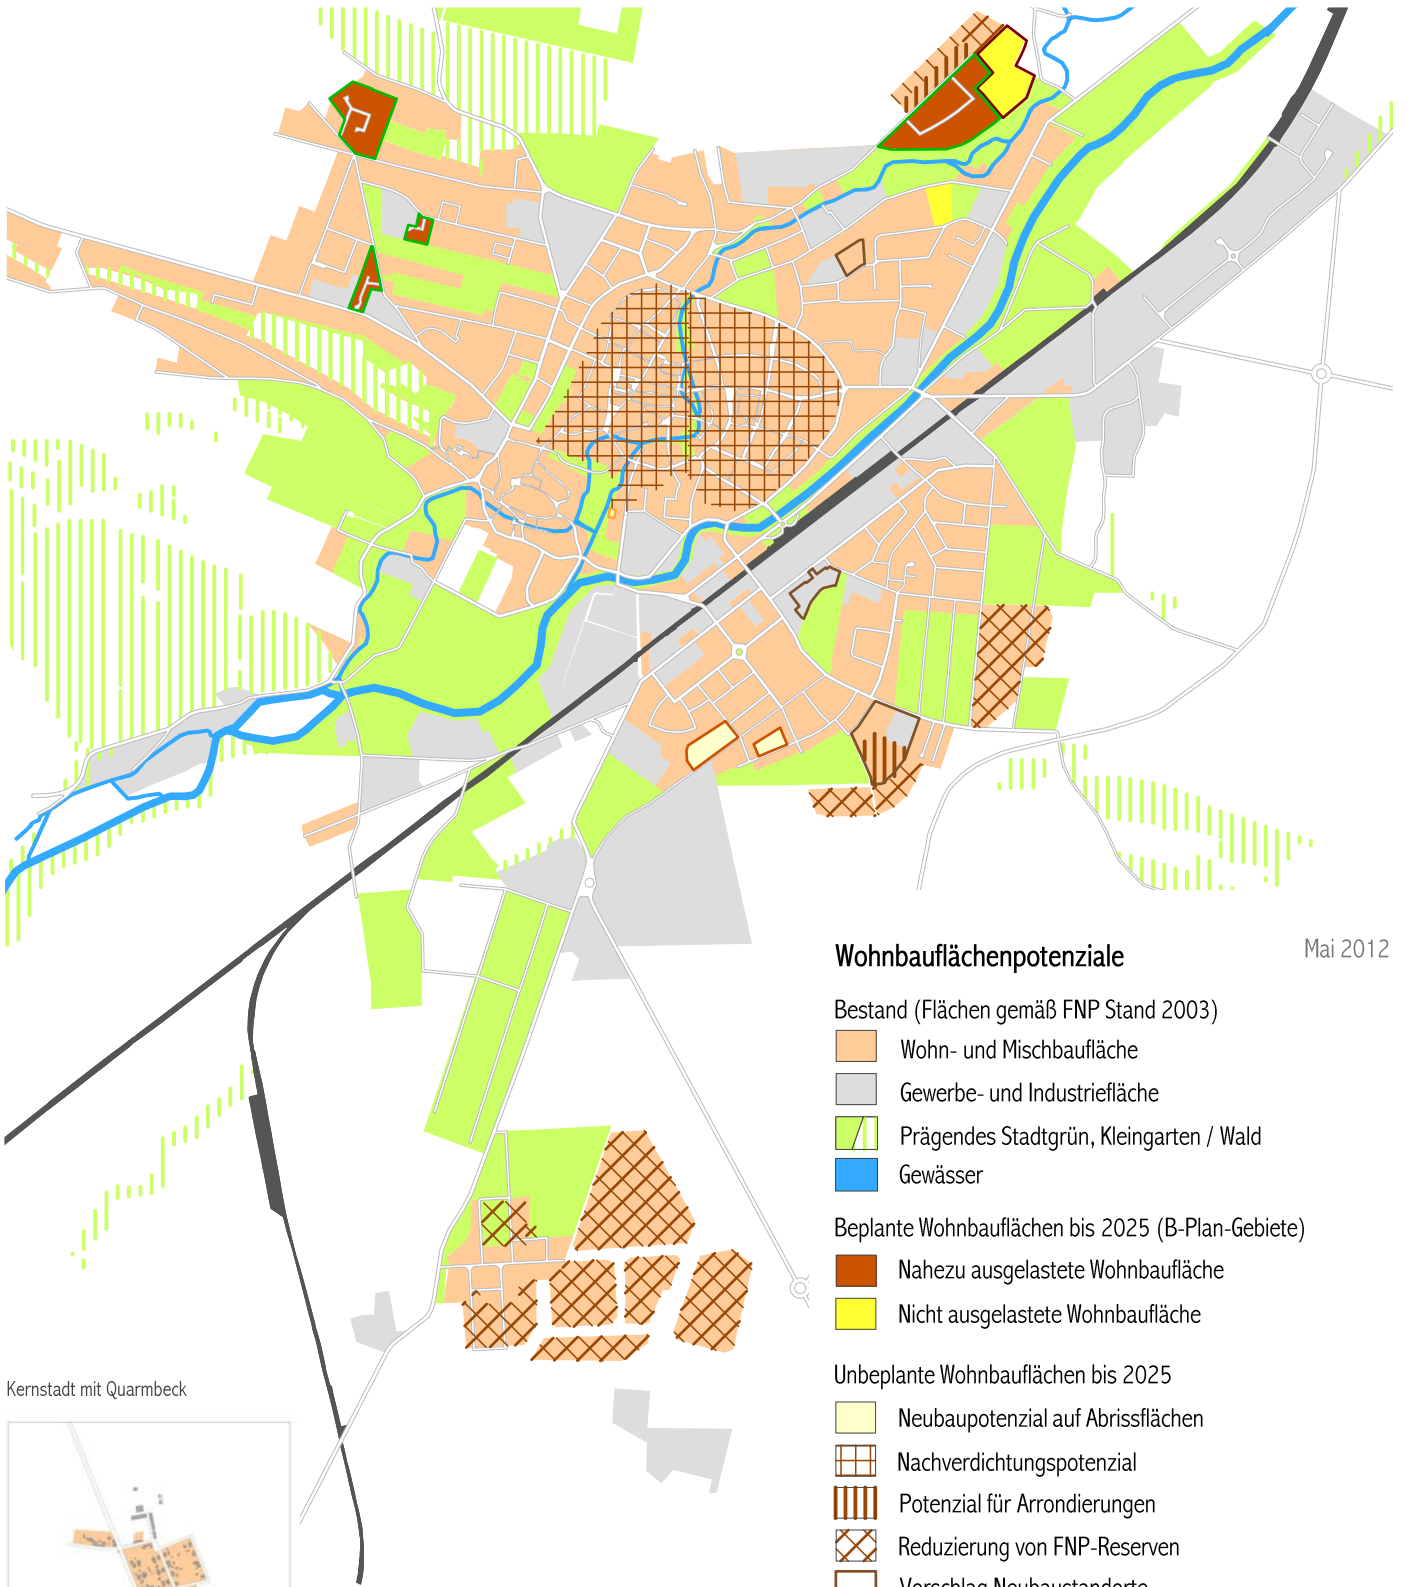 Wohnbauflächenpotenziale
Mai 2012
Bestand (Flächen gemäß FNP Stand 2003)
Wohn- und Mischbaufläche
Gewerbe- und Industriefläche
Prägendes Stadtgrün, Kleingarten / Wald
Gewässer
Beplante Wohnbauflächen bis 2025 (B-Plan-Gebiete)
Nahezu ausgelastete Wohnbaufläche
Nicht ausgelastete Wohnbaufläche
Unbeplante Wohnbauflächen bis 2025
Neubaupotenzial auf Abrissflächen
Nachverdichtungspotenzial
Potenzial für Arrondierungen
Reduzierung von FNP-Reserven
Vorschlag Neubaustandorte
Kernstadt mit Quarmbeck